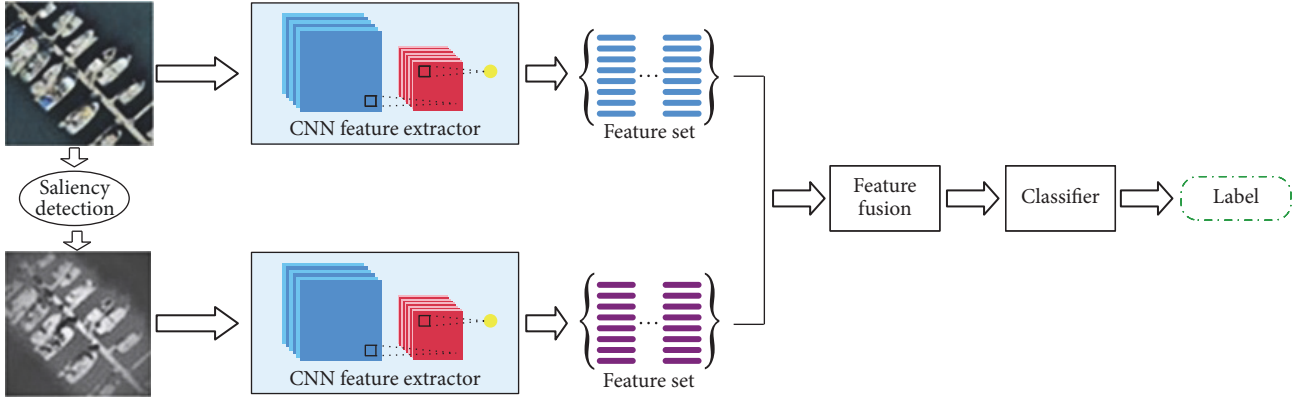 CNN feature extractor
Feature set
Saliency
detection
Feature
fusion
Classifier
Label
CNN feature extractor
Feature set